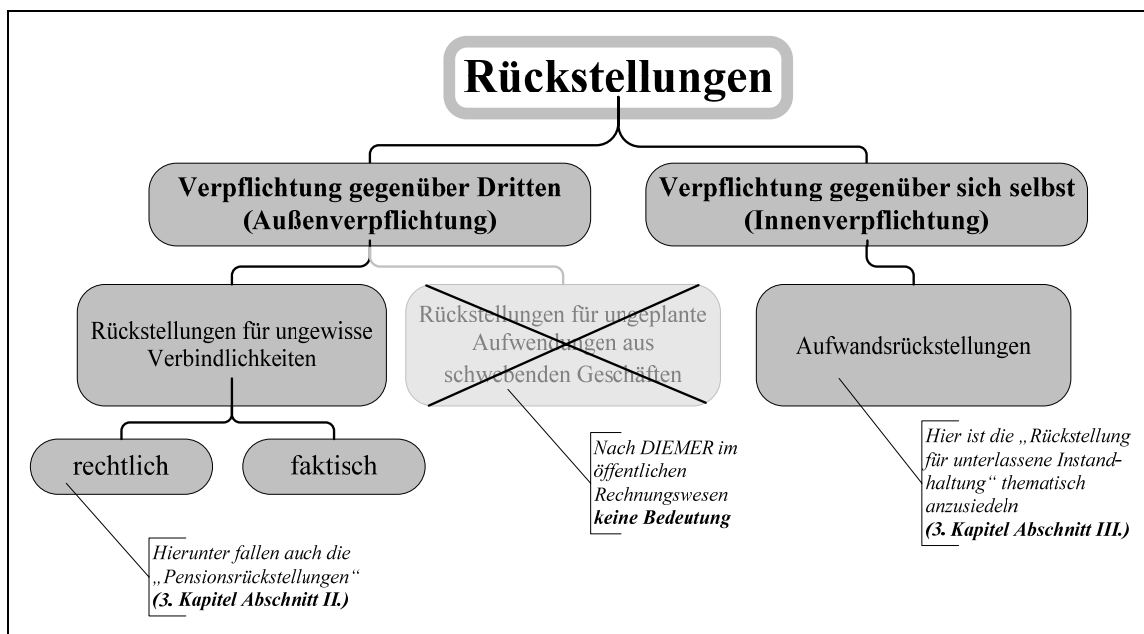 Rückstellungen
Verpflichtung gegenüber Dritten
(Außenverpflichtung)
Verpflichtung gegenüber sich selbst
(Innenverpflichtung)
Rückstellungen für ungewisse
Verbindlichkeiten
Rückstellungen für ungeplante
Aufwendungen aus
schwebenden Geschäften
Aufwandsrückstellungen
rechtlich
faktisch
Nach DIEMER im
öffentlichen
Rechnungswesen
keine Bedeutung
Hier ist die „Rückstellung
für unterlassene Instand-
haltung“ thematisch
anzusiedeln
(3. Kapitel Abschnitt III.)
Hierunter fallen auch die
„Pensionsrückstellungen“
(3. Kapitel Abschnitt II.)